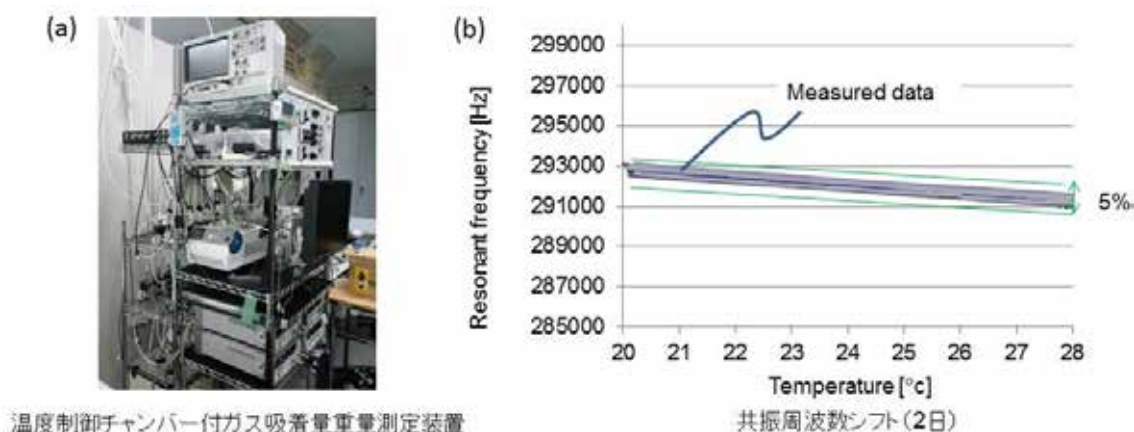 (a)
温度制御チャンバー付ガス吸着量重量測定装置
(b)
Resonant frequency [Hz]
299000
297000
295000
293000
291000
289000
287000
285000
Measured data
5%
20 21 22 23 24 25 26 27 28
Temperature [°c]
共振周波数シフト(2日)